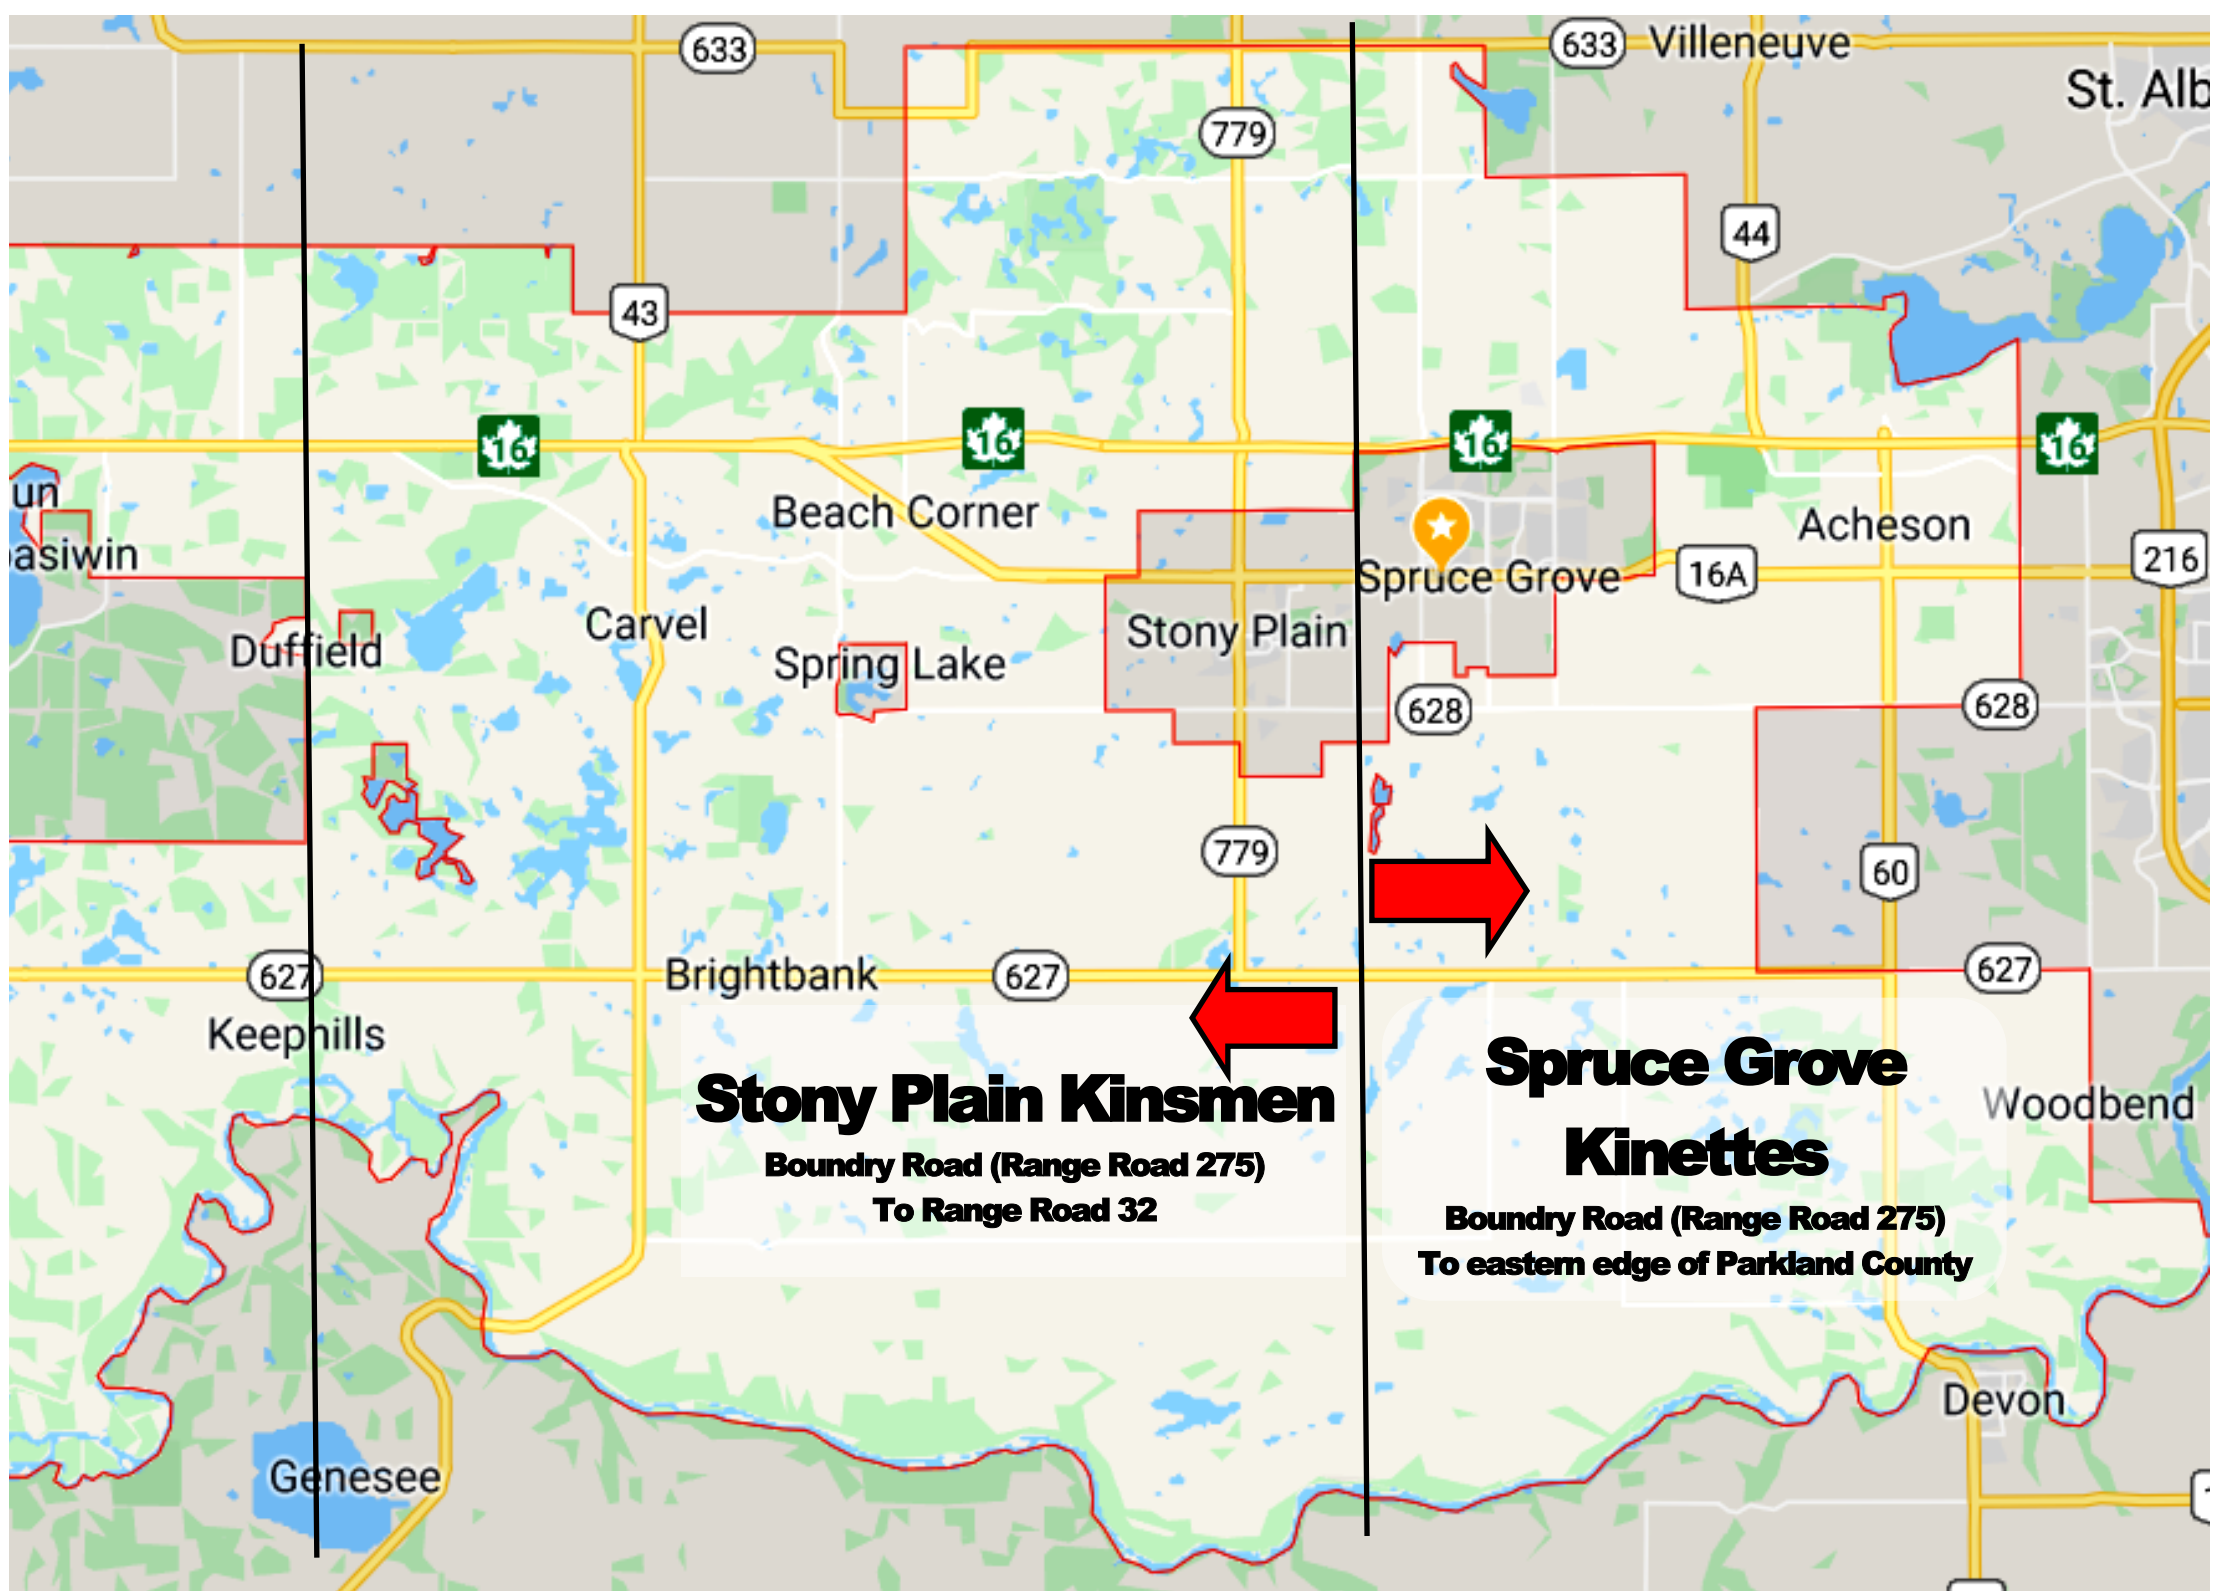 633
633
Villeneuve
St. Alb
779
44
43
16
16
16
16
un
Beach Corner
Acheson
asiwin
216
16A
Spruce Grove
Carvel
Stony Plain
Duffield
Spring Lake
628
628
779
60
627
Brightbank
627
627
Keephills
Spruce Grove
Kinettes
Stony Plain Kinsmen
Woodbend
Boundry Road (Range Road 275)
To Range Road 32
Boundry Road (Range Road 275)
To eastern edge of Parkland County
Devon
Genesee